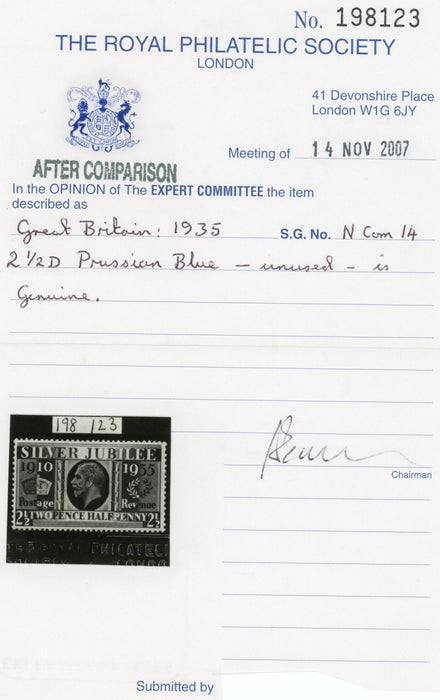 No. 198123
THE ROYAL PHILATELIC SOCIETY
LONDON
41 Devonshire Place
London W1G 6JY
Meeting of 14 NOV 2007
AFTER COMPARISON
In the OPINION of The EXPERT COMMITTEE the item
described as
Great Britain: 1935 S.G. No. N Com 14
2 1/2D Prussian Blue - unused - is
Genuine.
198 123
SILVER JUBILEE
1910 1935
Postage Revenue
2½ TWO PENCE HALFPENNY 2½
THE ROYAL PHILATELIC
LONDON
Chairman
Submitted by